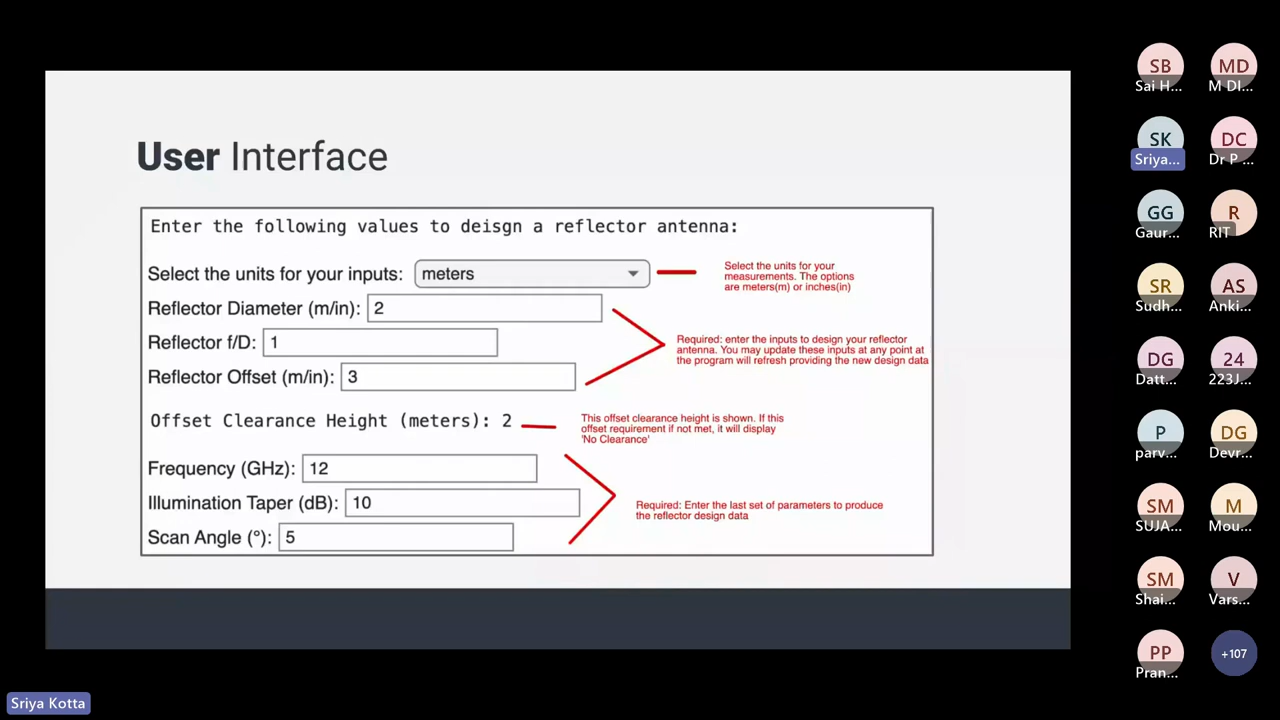 User Interface
Enter the following values to deisgn a reflector antenna:
Select the units for your inputs: meters
Select the units for your
measurements. The options
are meters(m) or inches(in)
Reflector Diameter (m/in): 2
Reflector f/D: 1
Reflector Offset (m/in): 3
Required: enter the inputs to design your reflector
antenna. You may update these inputs at any point at
the program will refresh providing the new design data
Offset Clearance Height (meters): 2
This offset clearance height is shown. If this
offset requirement if not met, it will display
'No Clearance'
Frequency (GHz): 12
Illumination Taper (dB): 10
Scan Angle (°): 5
Required: Enter the last set of parameters to produce
the reflector design data
SB
Sai H...
MD
M DI...
SK
Sriya...
DC
Dr P ...
GG
Gaur...
R
RIT
SR
Sudh...
AS
Anki...
DG
Datt...
24
223J...
P
parv...
DG
Devr...
SM
SUJA...
M
Mou...
SM
Shai...
V
Vars...
PP
Pran...
+107
Sriya Kotta